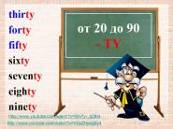 thirty
forty
fifty
sixty
seventy
eighty
ninety
от 20 до 90
- TY